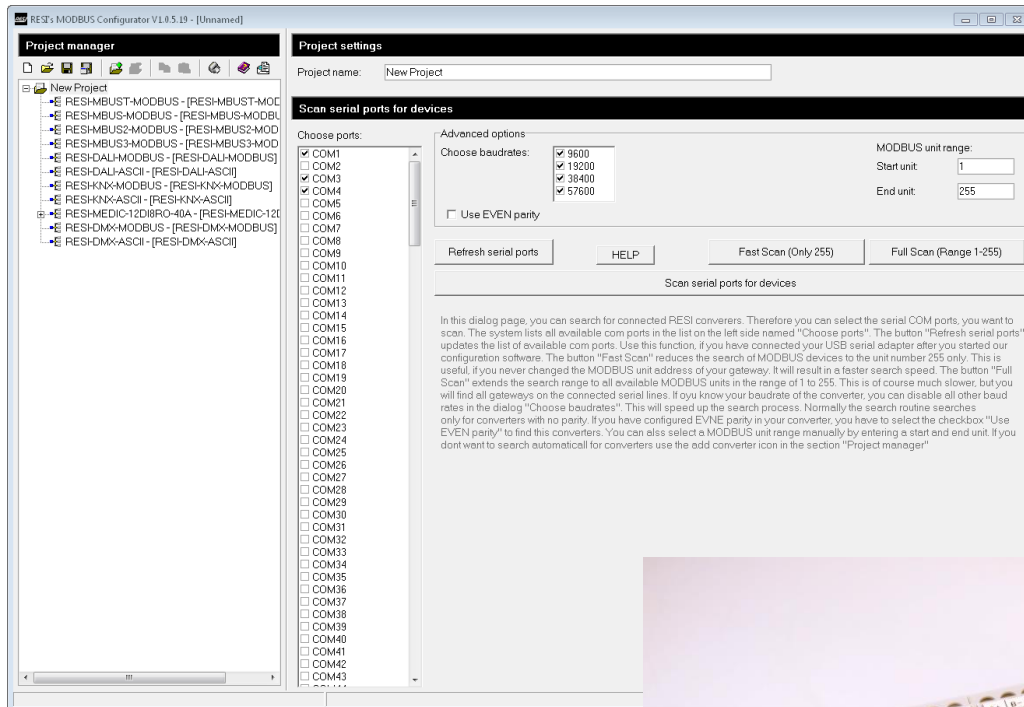 RESI's MODBUS Configurator V1.0.5.19 - [Unnamed]
Project manager
New Project
RESI-MBUST-MODBUS - [RESI-MBUST-MOD
RESI-MBUS-MODBUS - [RESI-MBUS-MODBU
RESI-MBUS2-MODBUS - [RESI-MBUS2-MOD
RESI-MBUS3-MODBUS - [RESI-MBUS3-MOD
RESI-DALI-MODBUS - [RESI-DALI-MODBUS]
RESI-DALI-ASCII - [RESI-DALI-ASCII]
RESI-KNX-MODBUS - [RESI-KNX-MODBUS]
RESI-KNX-ASCII - [RESI-KNX-ASCII]
RESI-MEDIC-12DI8RO-40A - [RESI-MEDIC-12D
RESI-DMX-MODBUS - [RESI-DMX-MODBUS]
RESI-DMX-ASCII - [RESI-DMX-ASCII]
Project settings
Project name: New Project
Scan serial ports for devices
Choose ports:
COM1
COM2
COM3
COM4
COM5
COM6
COM7
COM8
COM9
COM10
COM11
COM12
COM13
COM14
COM15
COM16
COM17
COM18
COM19
COM20
COM21
COM22
COM23
COM24
COM25
COM26
COM27
COM28
COM29
COM30
COM31
COM32
COM33
COM34
COM35
COM36
COM37
COM38
COM39
COM40
COM41
COM42
COM43
Advanced options
Choose baudrates:
9600
19200
38400
57600
Use EVEN parity
MODBUS unit range:
Start unit: 1
End unit: 255
Refresh serial ports
HELP
Fast Scan (Only 255)
Full Scan (Range 1-255)
Scan serial ports for devices
In this dialog page, you can search for connected RESI converers. Therefore you can select the serial COM ports, you want to
scan. The system lists all available com ports in the list on the left side named "Choose ports". The button "Refresh serial ports"
updates the list of available com ports. Use this function, if you have connected your USB serial adapter after you started our
configuration software. The button "Fast Scan" reduces the search of MODBUS devices to the unit number 255 only. This is
useful, if you never changed the MODBUS unit address of your gateway. It will result in a faster search speed. The button "Full
Scan" extends the search range to all available MODBUS units in the range of 1 to 255. This is of course much slower, but you
will find all gateways on the connected serial lines. If oyu know your baudrate of the converter, you can disable all other baud
rates in the dialog "Choose baudrates". This will speed up the search process. Normally the search routine searches
only for converters with no parity. If you have configured EVNE parity in your converter, you have to select the checkbox "Use
EVEN parity" to find this converters. You can alss select a MODBUS unit range manually by entering a start and end unit. If you
dont want to search automaticall for converters use the add converter icon in the section "Project manager"